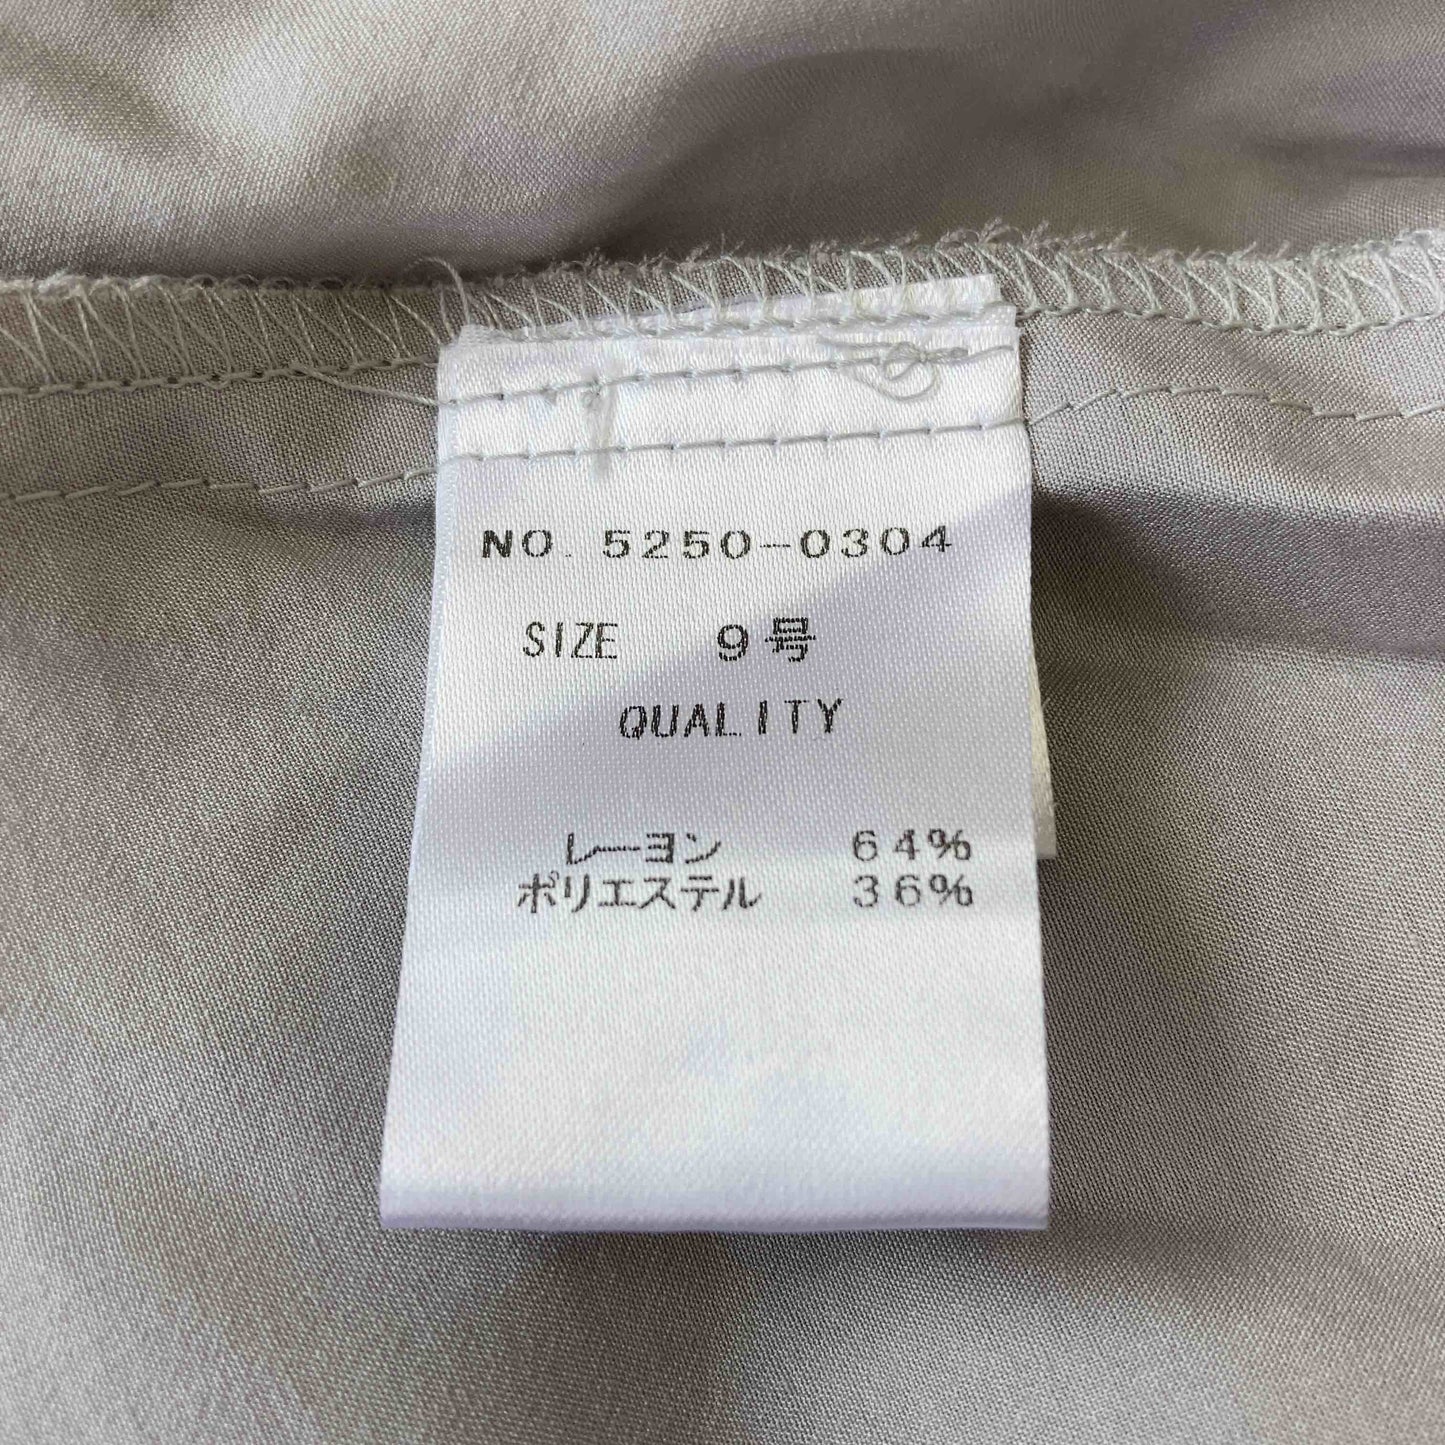 NO. 5250-0304
SIZE 9号
QUALITY
レーヨン 64%
ポリエステル 36%